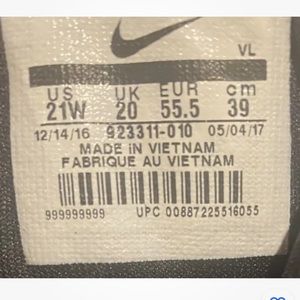 VL
US UK EUR cm
21W 20 55.5 39
12/14/16 923311-010 05/04/17
MADE iN VIETNAM
FABRIQUE AU VIETNAM
999999999 UPC 00887225516055